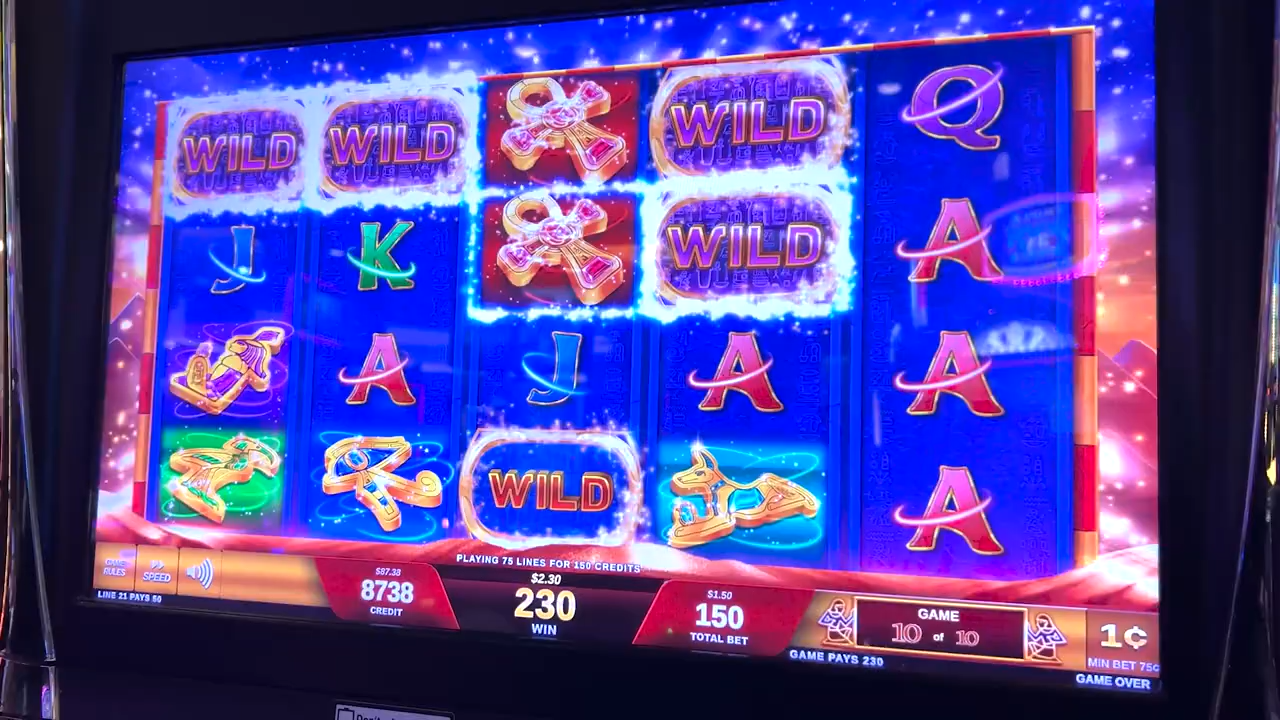 WILD WILD WILD Q
J K WILD A
A J A A
WILD A
PLAYING 75 LINES FOR 150 CREDITS
GAME RULES
SPEED
LINE 21 PAYS 50
$87.38
8738
CREDIT
$2.30
230
WIN
$1.50
150
TOTAL BET
GAME
10 of 10
GAME PAYS 230
1¢
MIN BET 75¢
GAME OVER